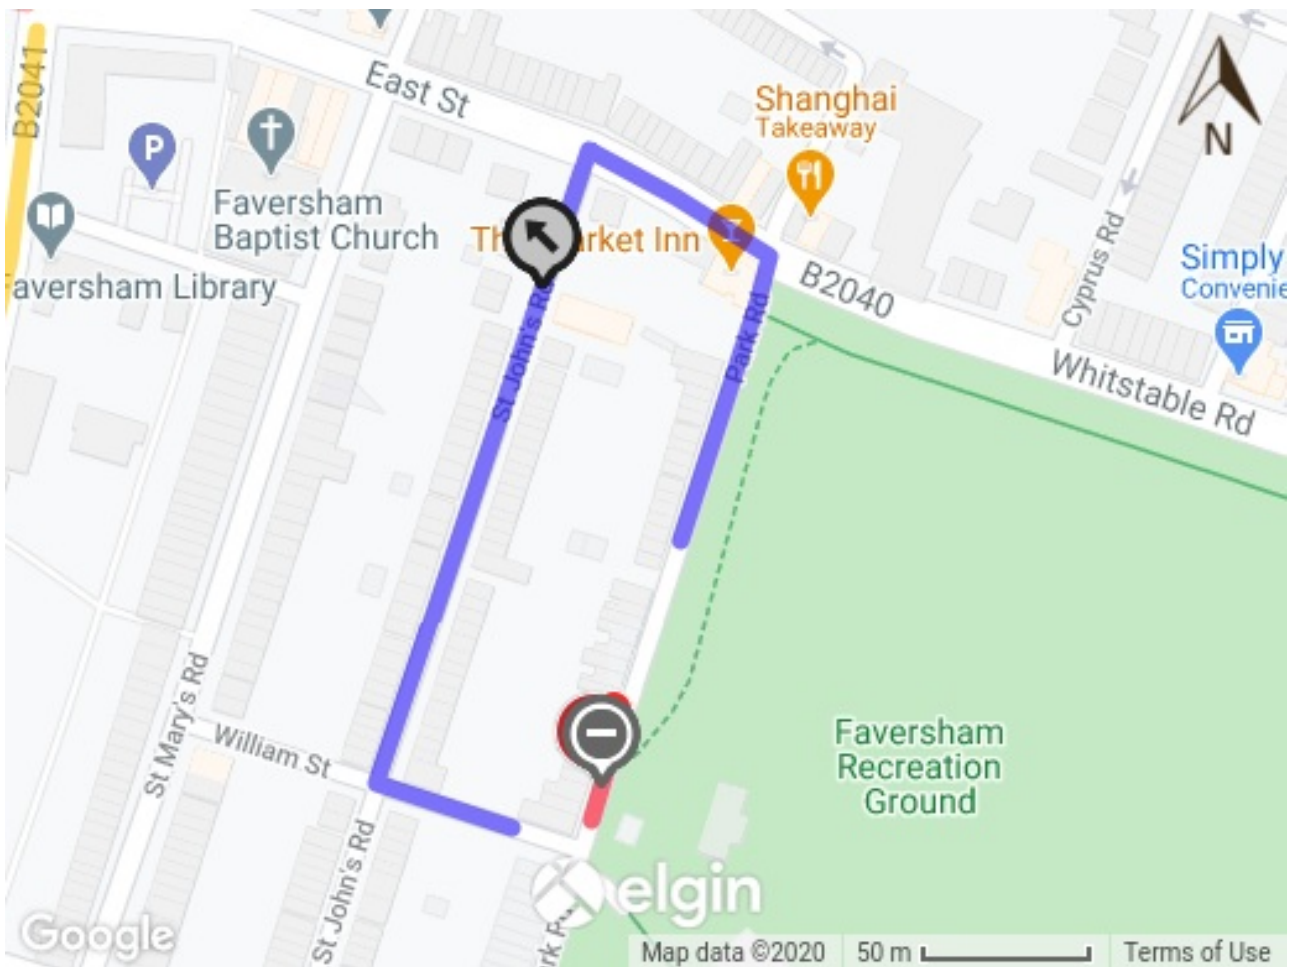 B2041
East St
Shanghai
Takeaway
N
P
Faversham
Baptist Church
Market Inn
B2040
Cyprus Rd
Simply
Convenie
aversham Library
St John's Rd
Park Rd
Whitstable Rd
St Mary's Rd
William St
Faversham
Recreation
Ground
St John's Rd
elgin
Google
Map data ©2020
50 m
Terms of Use